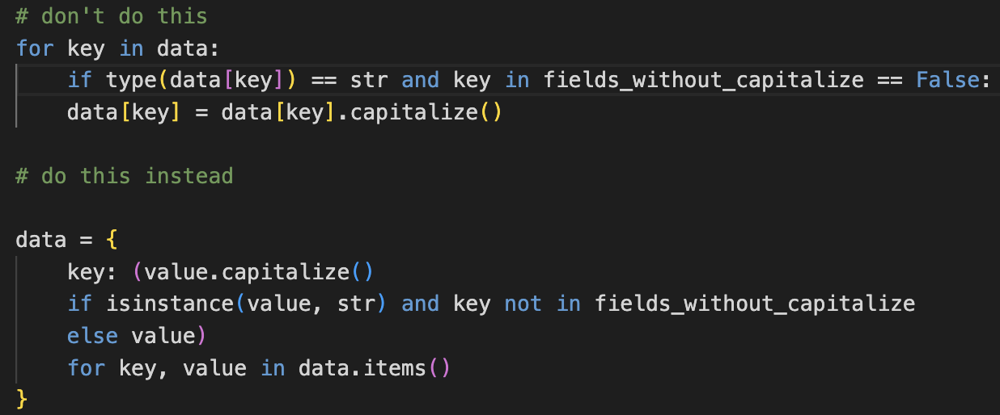 # don't do this
for key in data:
    if type(data[key]) == str and key in fields_without_capitalize == False:
    data[key] = data[key].capitalize()

# do this instead

data = {
    key: (value.capitalize()
    if isinstance(value, str) and key not in fields_without_capitalize
    else value)
    for key, value in data.items()
}